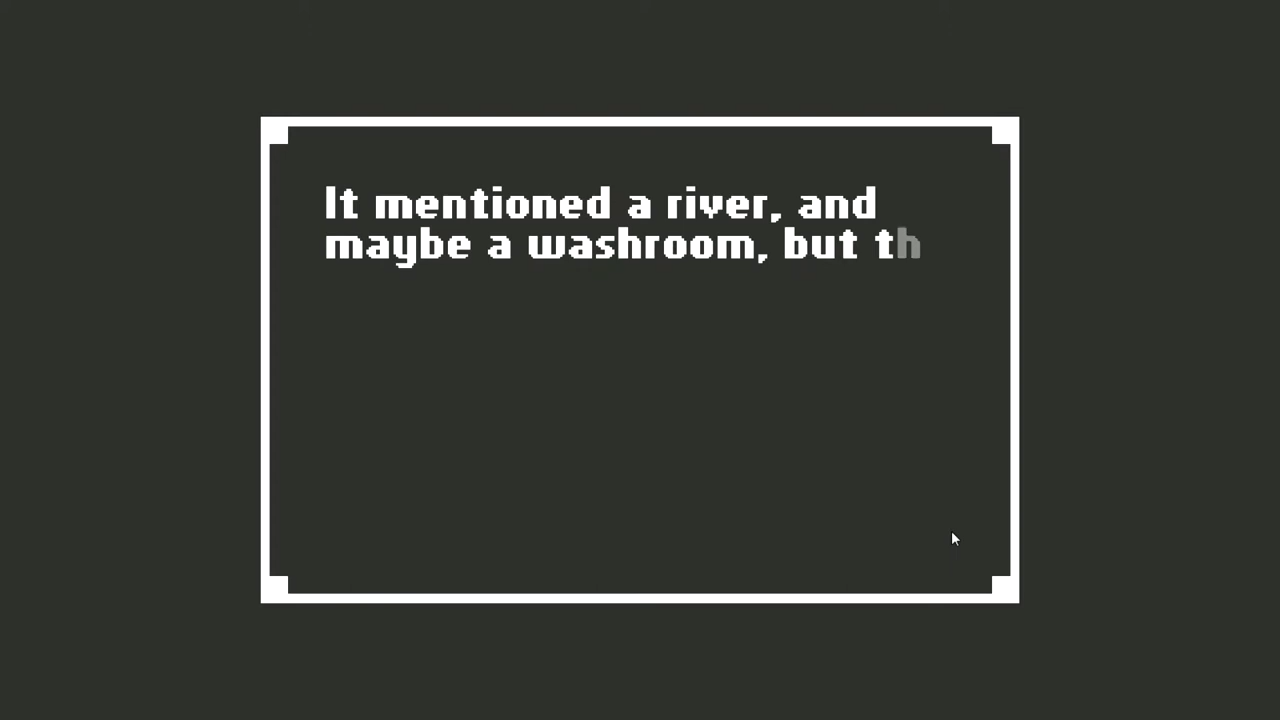 It mentioned a river, and
maybe a washroom, but th